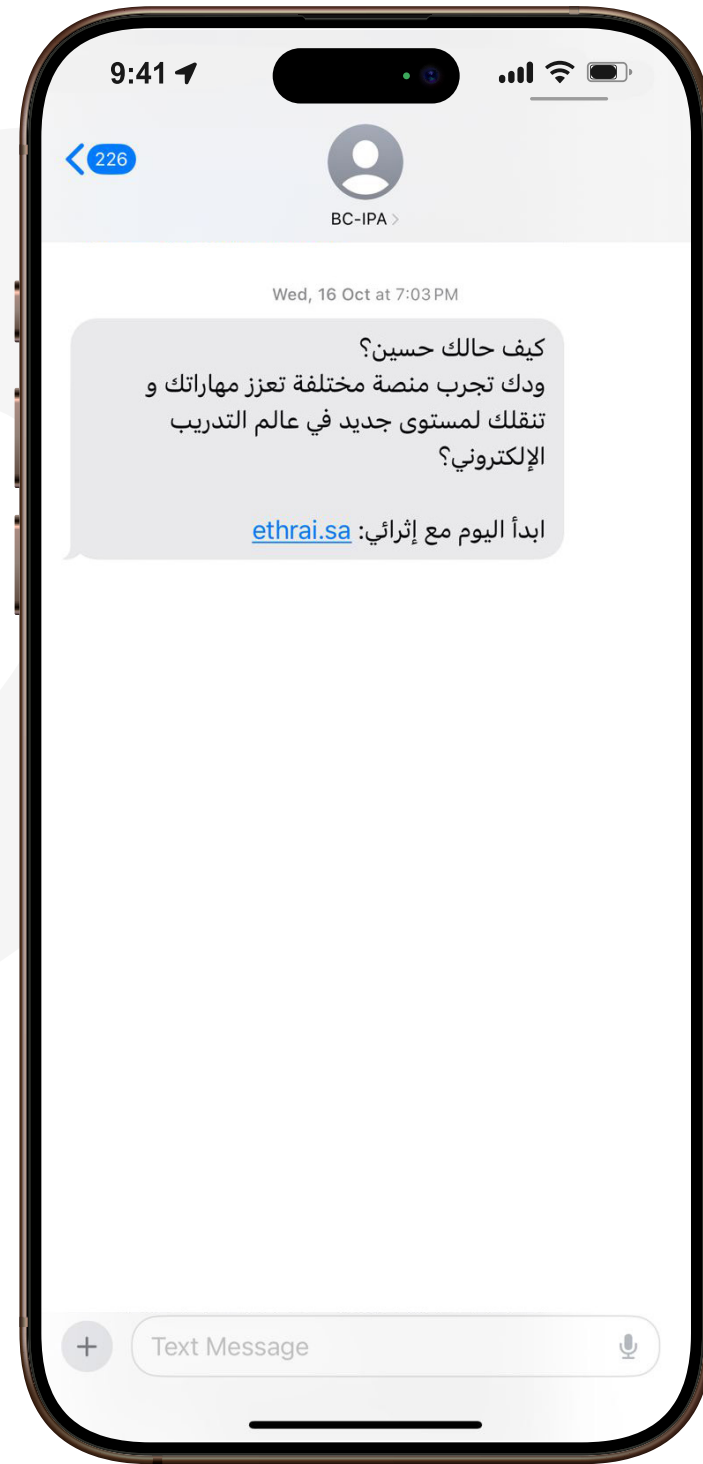 9:41
226
BC-IPA
Wed, 16 Oct at 7:03 PM
كيف حالك حسين؟
ودك تجرب منصة مختلفة تعزز مهاراتك و
تنقلك لمستوى جديد في عالم التدريب
الإلكتروني؟
ابدأ اليوم مع إثرائي: ethrai.sa
Text Message